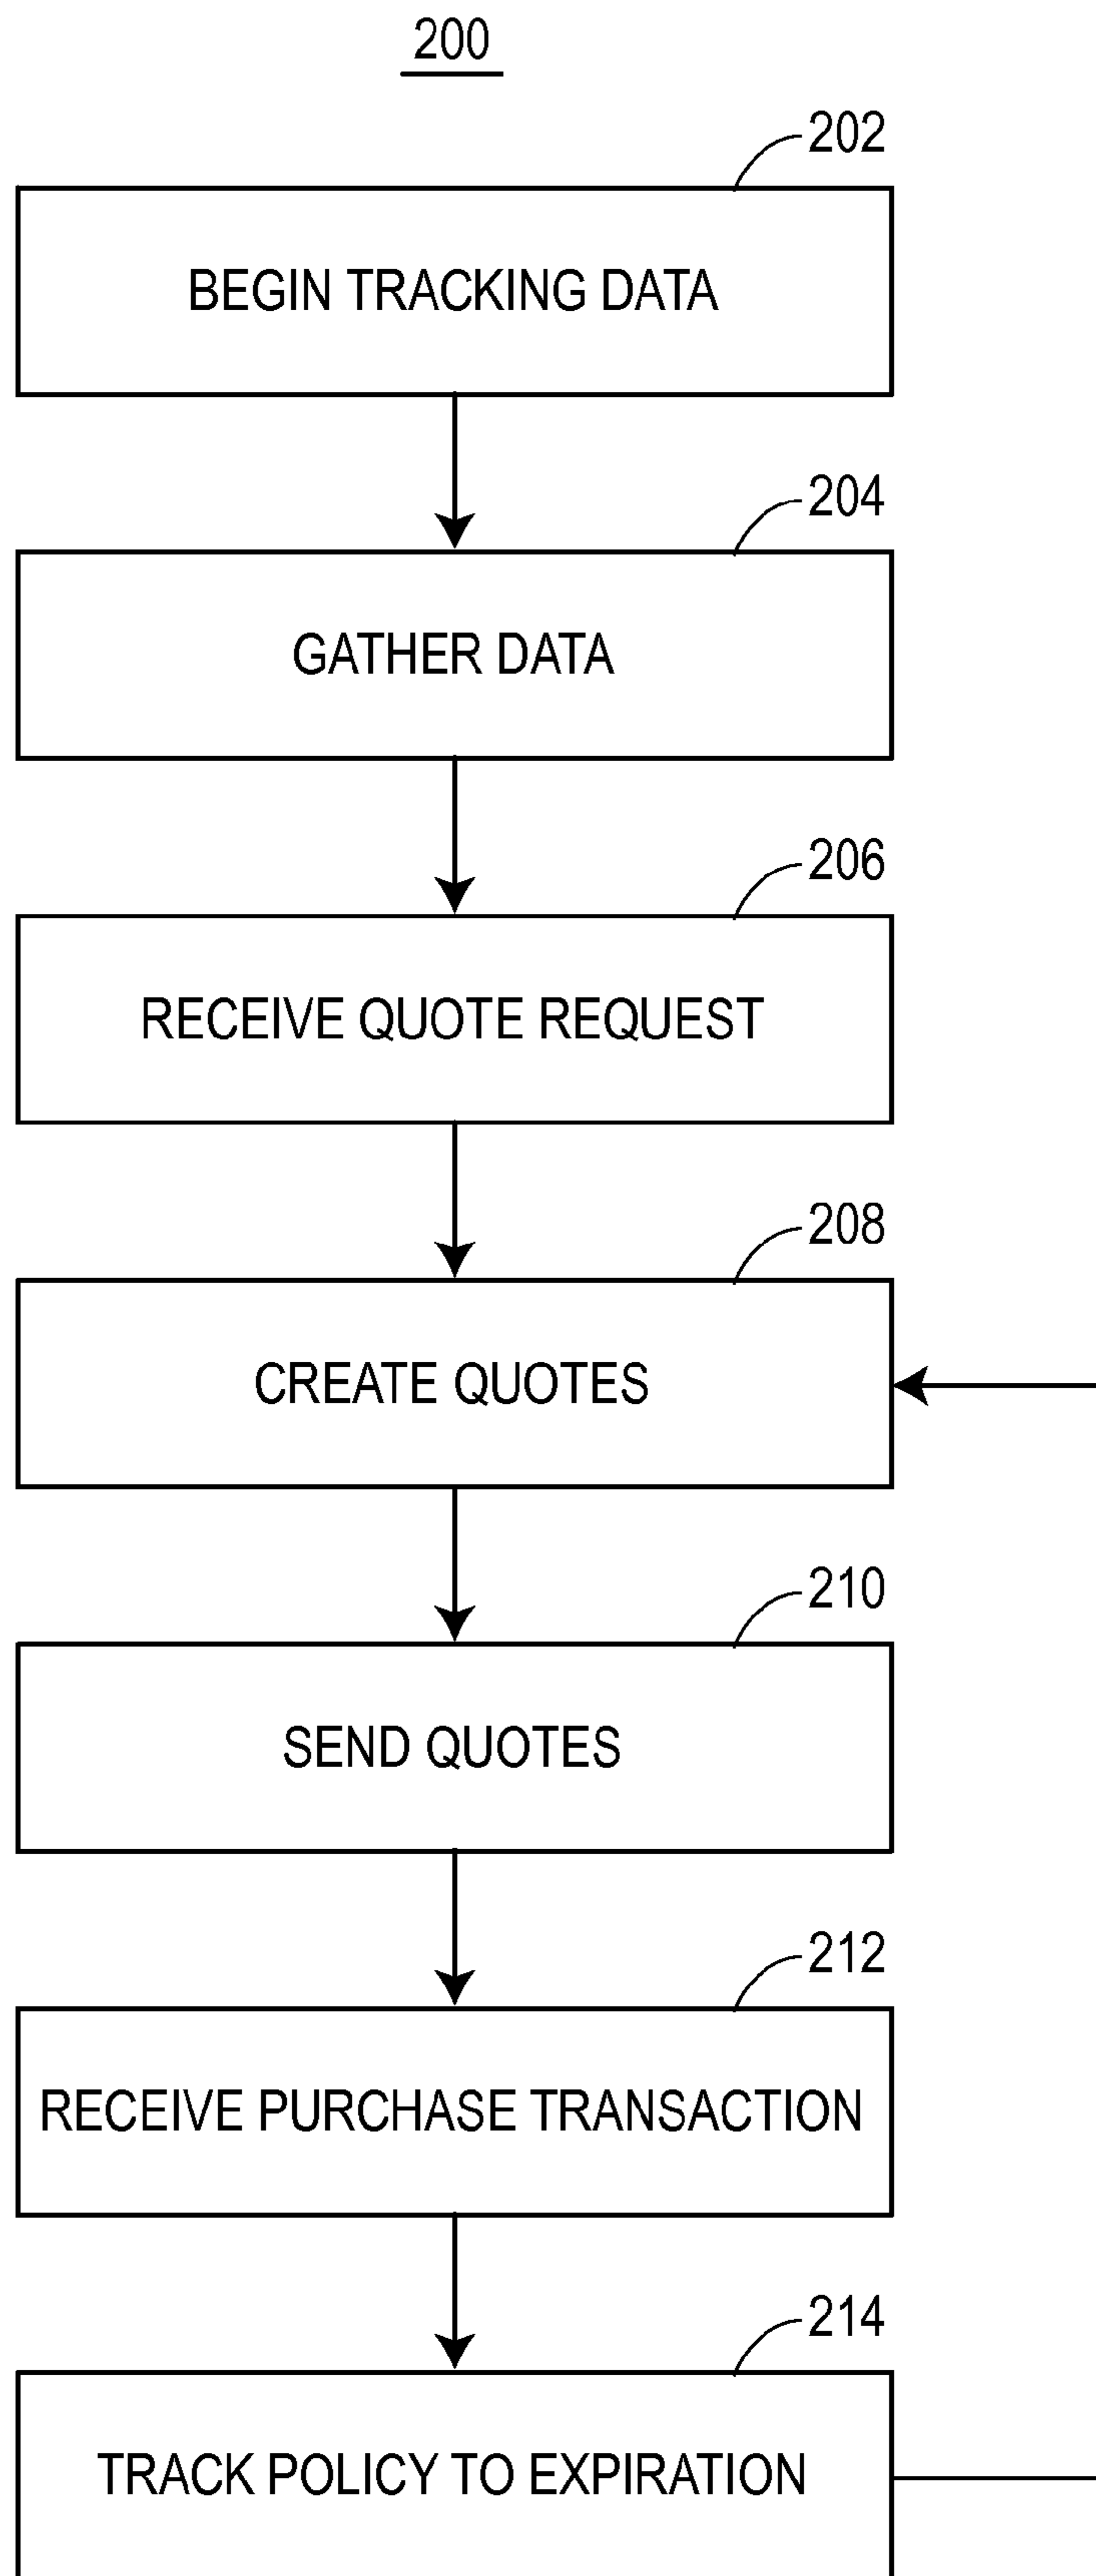 200
202
BEGIN TRACKING DATA
204
GATHER DATA
206
RECEIVE QUOTE REQUEST
208
CREATE QUOTES
210
SEND QUOTES
212
RECEIVE PURCHASE TRANSACTION
214
TRACK POLICY TO EXPIRATION